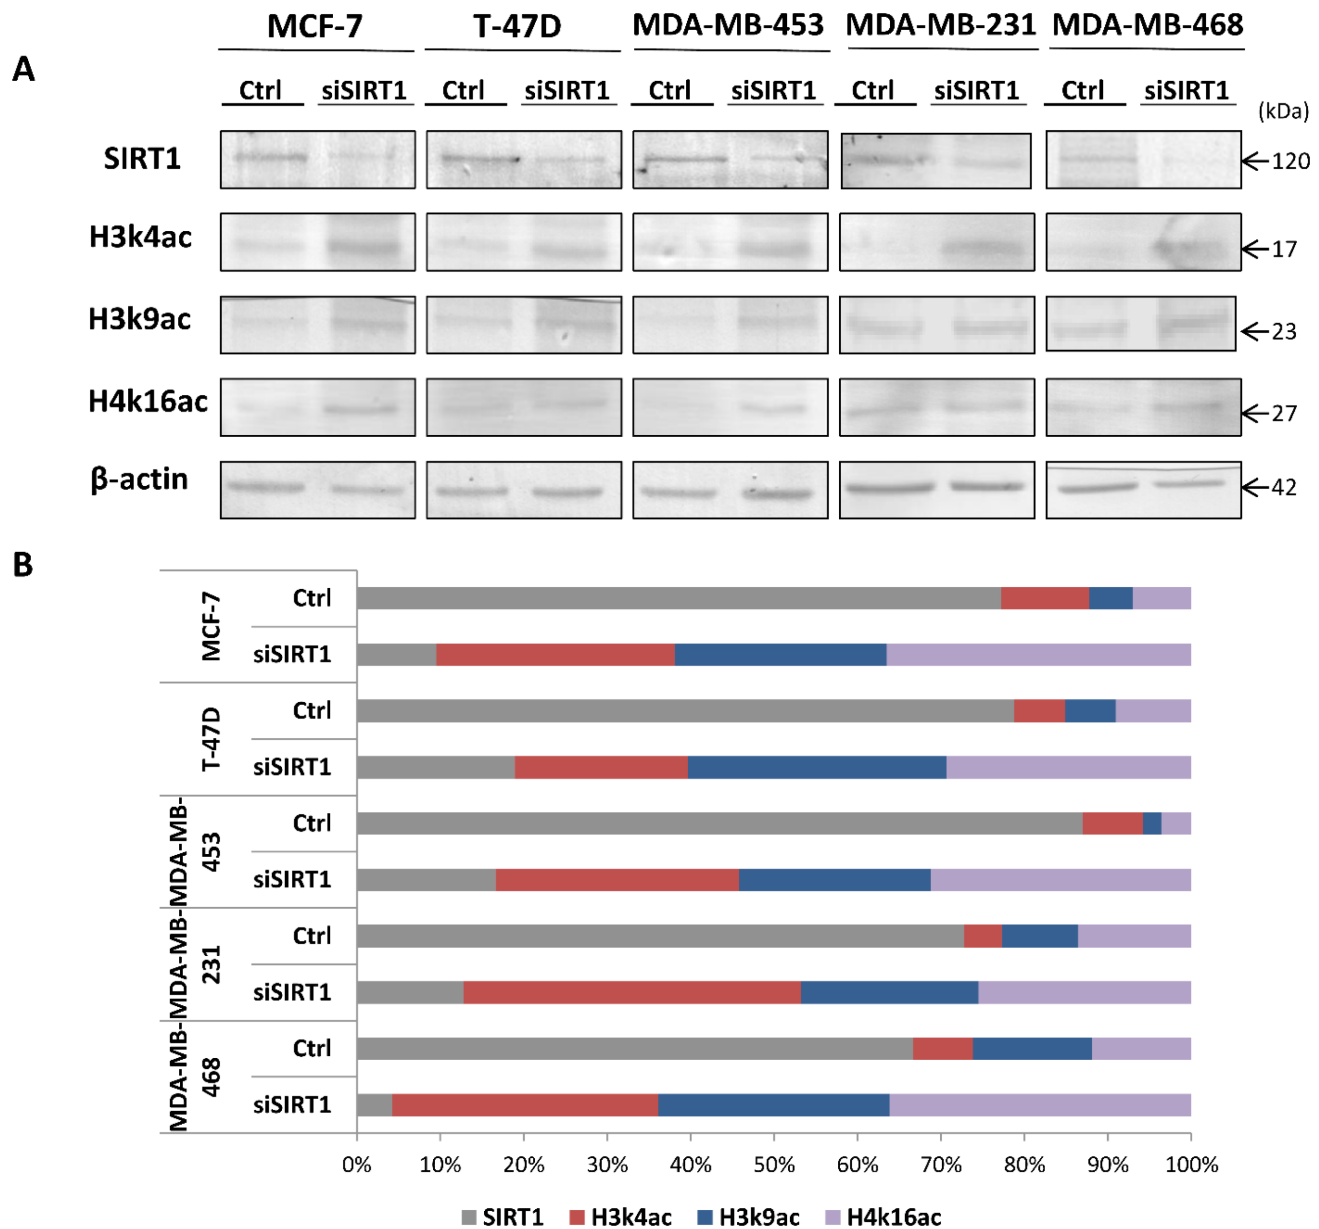 MCF-7 T-47D MDA-MB-453 MDA-MB-231 MDA-MB-468
A
Ctrl siSIRT1 Ctrl siSIRT1 Ctrl siSIRT1 Ctrl siSIRT1 Ctrl siSIRT1
(kDa)
SIRT1 120
H3k4ac 17
H3k9ac 23
H4k16ac 27
β-actin 42
B
MCF-7
Ctrl
siSIRT1
T-47D
Ctrl
siSIRT1
MDA-MB-
453
Ctrl
siSIRT1
MDA-MB-
231
Ctrl
siSIRT1
MDA-MB-
468
Ctrl
siSIRT1
0% 10% 20% 30% 40% 50% 60% 70% 80% 90% 100%
SIRT1 H3k4ac H3k9ac H4k16ac